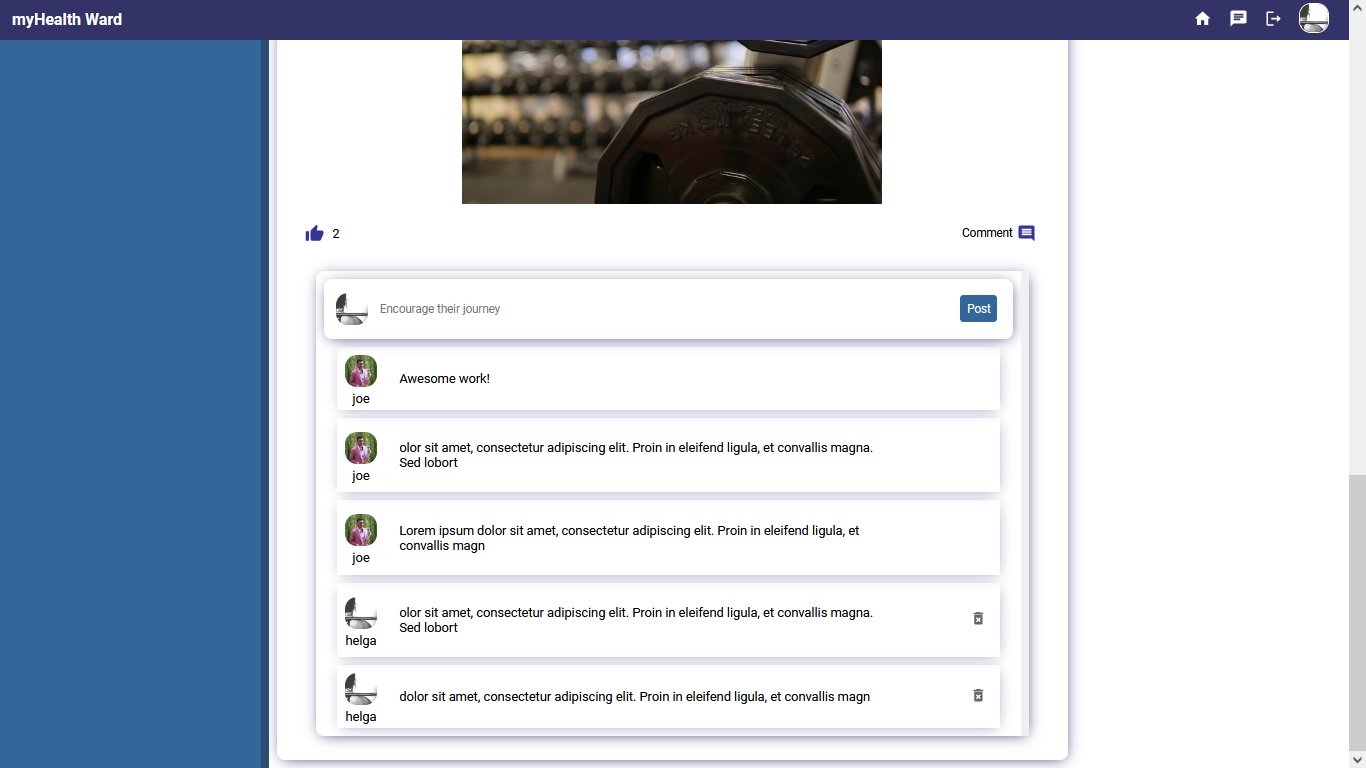 myHealth Ward
2
Comment
Encourage their journey
Post
Awesome work!
joe
olor sit amet, consectetur adipiscing elit. Proin in eleifend ligula, et convallis magna.
Sed lobort
joe
Lorem ipsum dolor sit amet, consectetur adipiscing elit. Proin in eleifend ligula, et
convallis magn
joe
olor sit amet, consectetur adipiscing elit. Proin in eleifend ligula, et convallis magna.
Sed lobort
helga
dolor sit amet, consectetur adipiscing elit. Proin in eleifend ligula, et convallis magn
helga